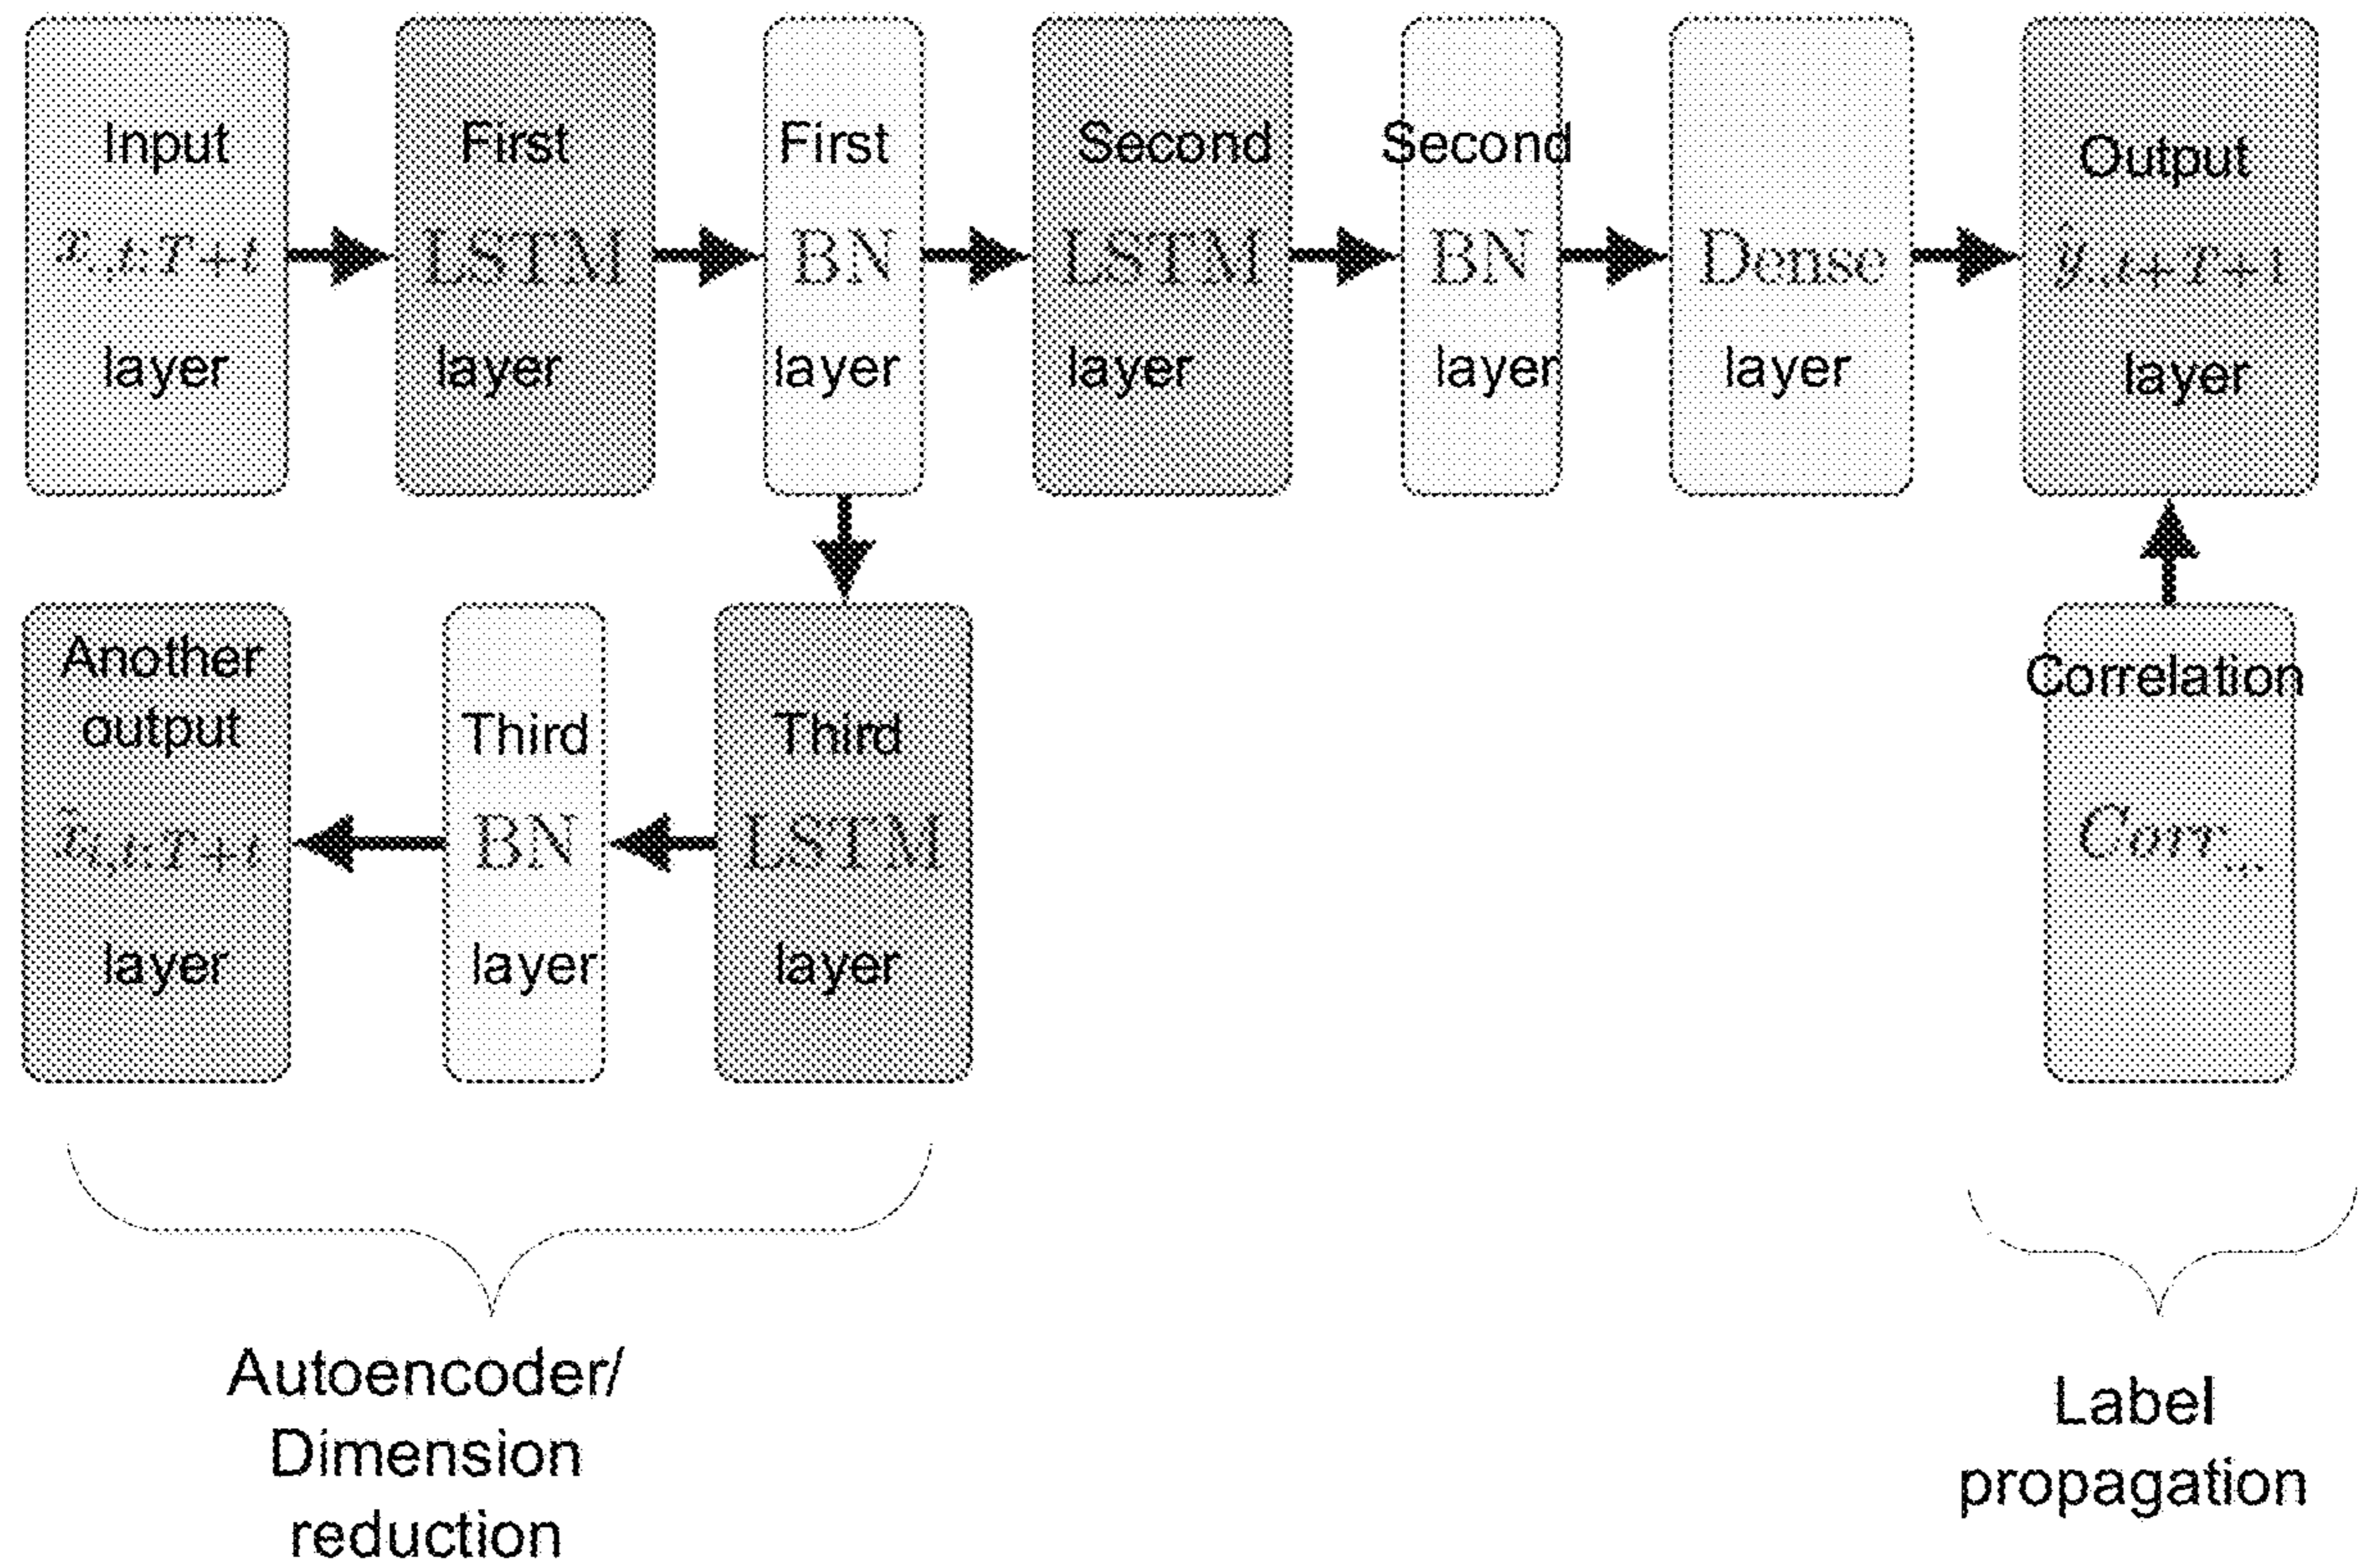 Input
x.,t:T+t
layer
First
LSTM
layer
First
BN
layer
Second
LSTM
layer
Second
BN
layer
Dense
layer
Output
layer
Another
output
layer
Third
BN
layer
Third
LSTM
layer
Correlation
Corr.,.
Autoencoder/
Dimension
reduction
Label
propagation